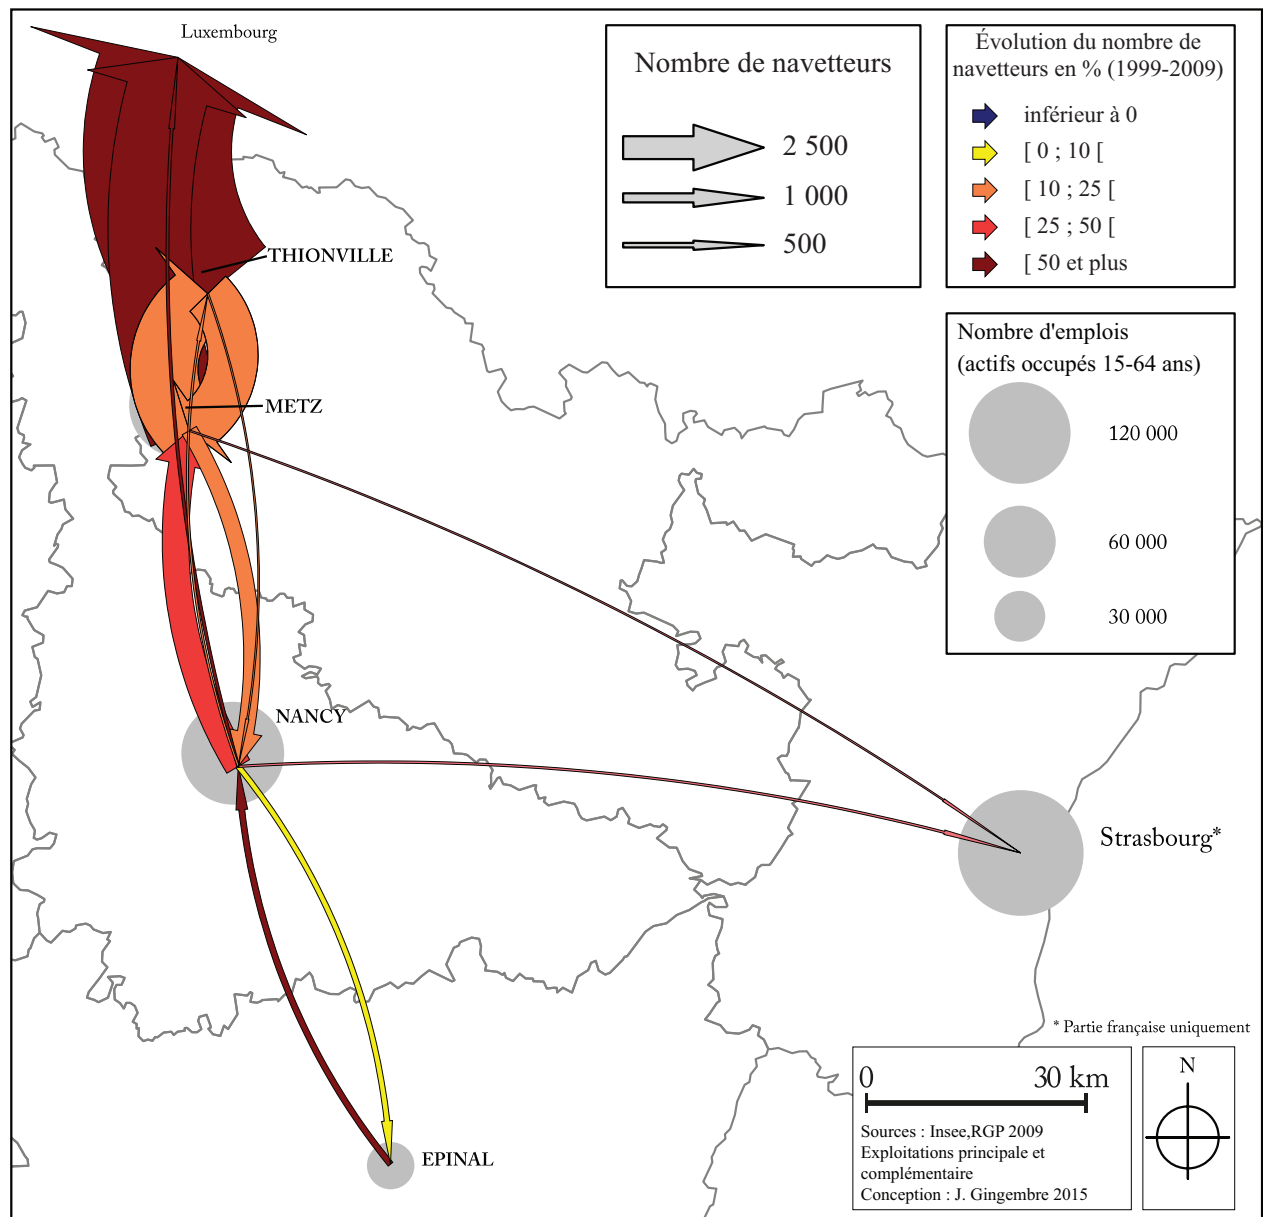 Luxembourg
THIONVILLE
METZ
NANCY
EPINAL
Strasbourg*
Nombre de navetteurs
2 500
1 000
500
Évolution du nombre de
navetteurs en % (1999-2009)
inférieur à 0
[ 0 ; 10 [
[ 10 ; 25 [
[ 25 ; 50 [
[ 50 et plus
Nombre d'emplois
(actifs occupés 15-64 ans)
120 000
60 000
30 000
* Partie française uniquement
0 30 km
Sources : Insee,RGP 2009
Exploitations principale et
complémentaire
Conception : J. Gingembre 2015
N